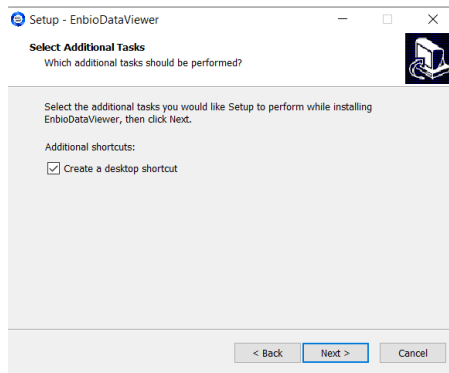 Setup - EnbioDataViewer
Select Additional Tasks
Which additional tasks should be performed?
Select the additional tasks you would like Setup to perform while installing
EnbioDataViewer, then click Next.
Additional shortcuts:
Create a desktop shortcut
< Back Next > Cancel